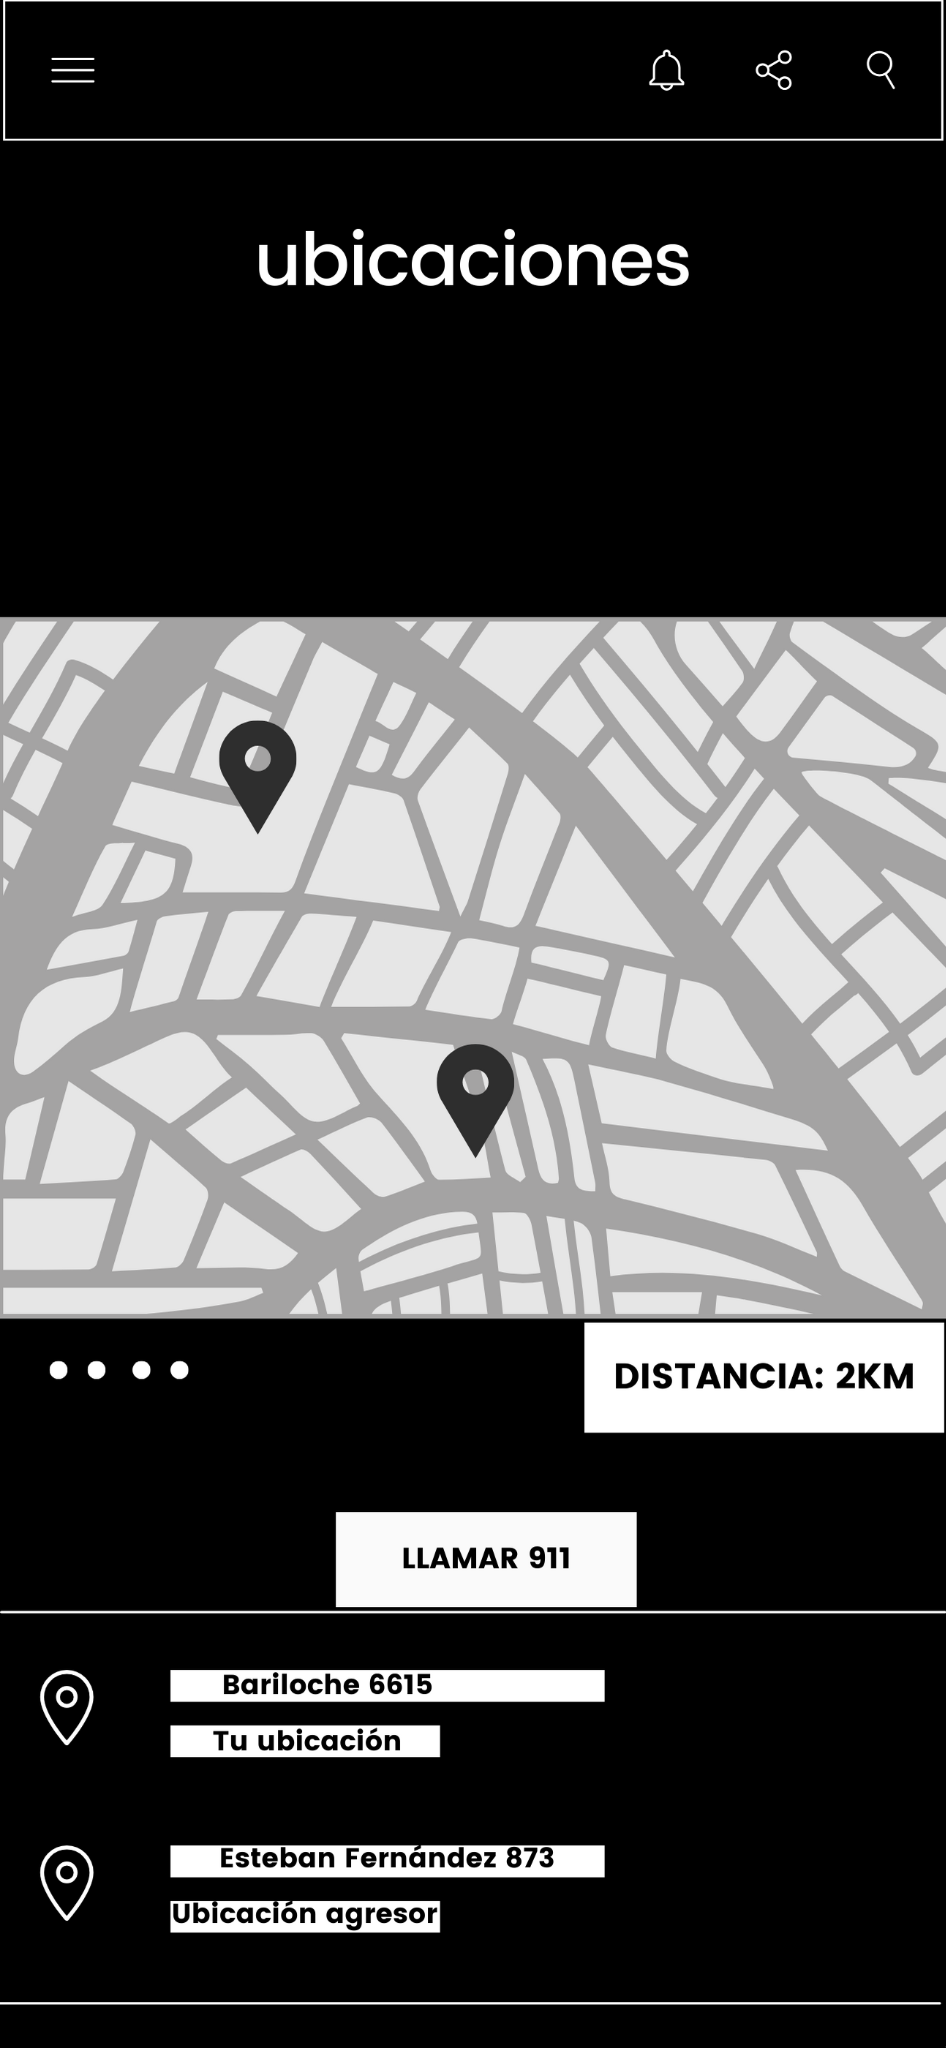 ubicaciones
DISTANCIA: 2KM
LLAMAR 911
Bariloche 6615
Tu ubicación
Esteban Fernández 873
Ubicación agresor